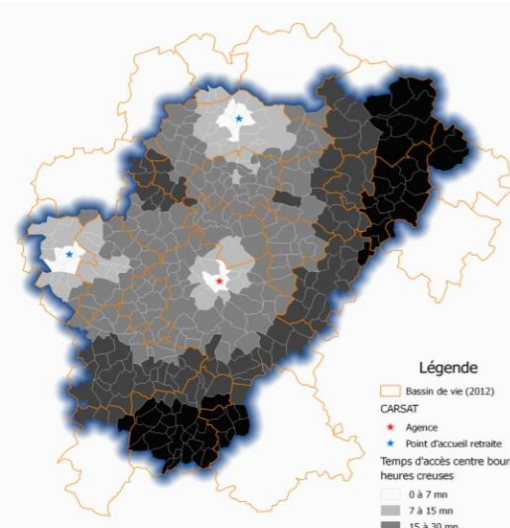 Légende
Bassin de vie (2012)
CARSAT
Agence
Point d'accueil retraite
Temps d'accès centre bour
heures creuses
0 à 7 mn
7 à 15 mn
15 à 30 mn